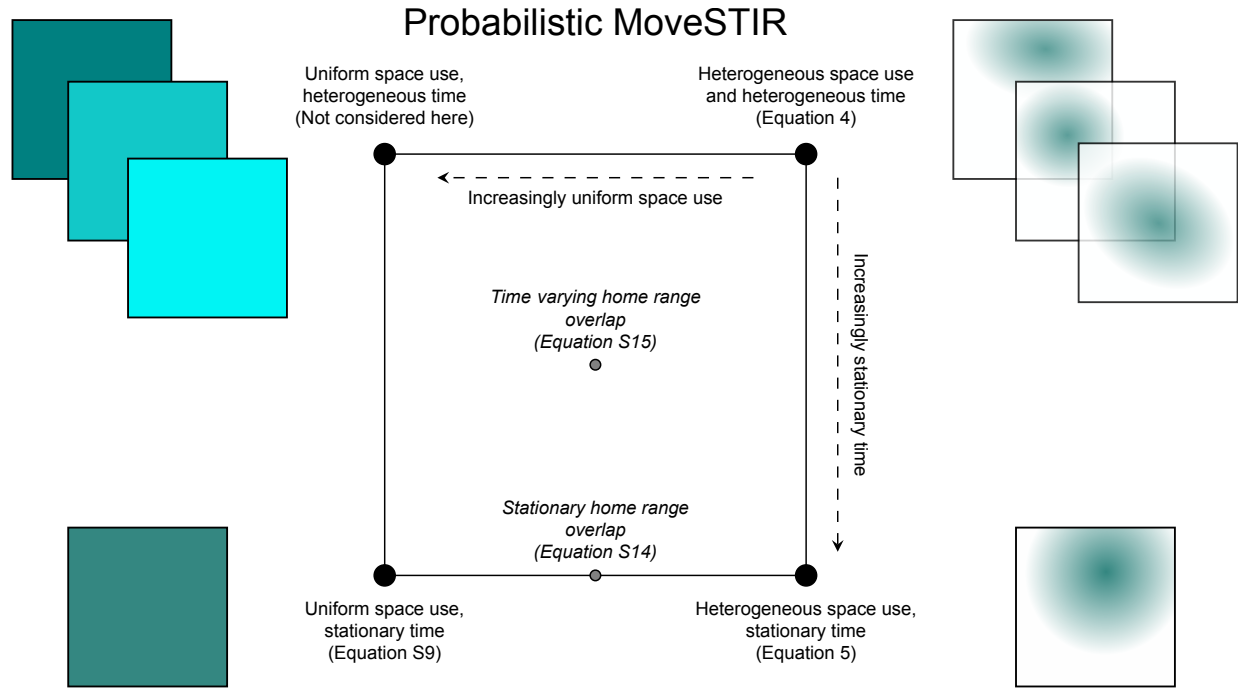 Probabilistic MoveSTIR
Uniform space use,
heterogeneous time
(Not considered here)
Heterogeneous space use
and heterogeneous time
(Equation 4)
Increasingly uniform space use
Increasingly stationary time
Time varying home range
overlap
(Equation S15)
Stationary home range
overlap
(Equation S14)
Uniform space use,
stationary time
(Equation S9)
Heterogeneous space use,
stationary time
(Equation 5)